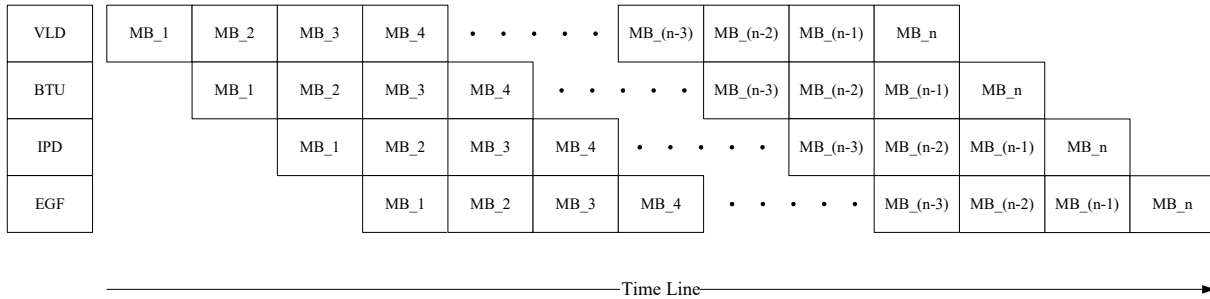 VLD MB_1 MB_2 MB_3 MB_4 • • • • • MB_(n-3) MB_(n-2) MB_(n-1) MB_n
BTU MB_1 MB_2 MB_3 MB_4 • • • • • MB_(n-3) MB_(n-2) MB_(n-1) MB_n
IPD MB_1 MB_2 MB_3 MB_4 • • • • • MB_(n-3) MB_(n-2) MB_(n-1) MB_n
EGF MB_1 MB_2 MB_3 MB_4 • • • • • MB_(n-3) MB_(n-2) MB_(n-1) MB_n
Time Line